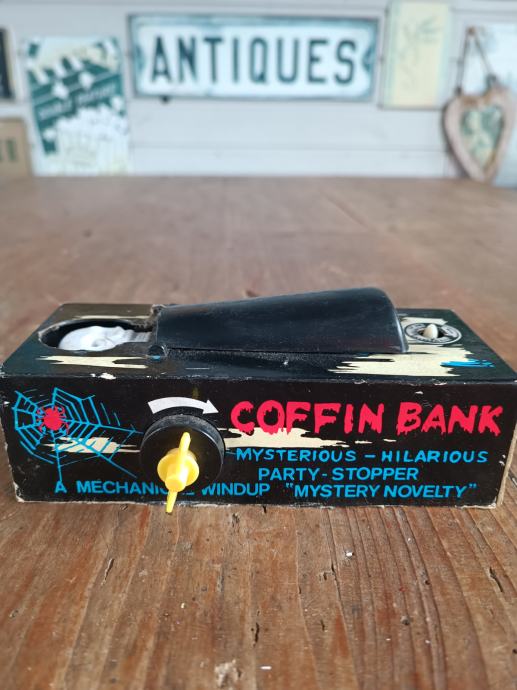 ANTIQUES
COFFIN BANK
MYSTERIOUS - HILARIOUS
PARTY-STOPPER
A MECHANICAL WINDUP "MYSTERY NOVELTY"